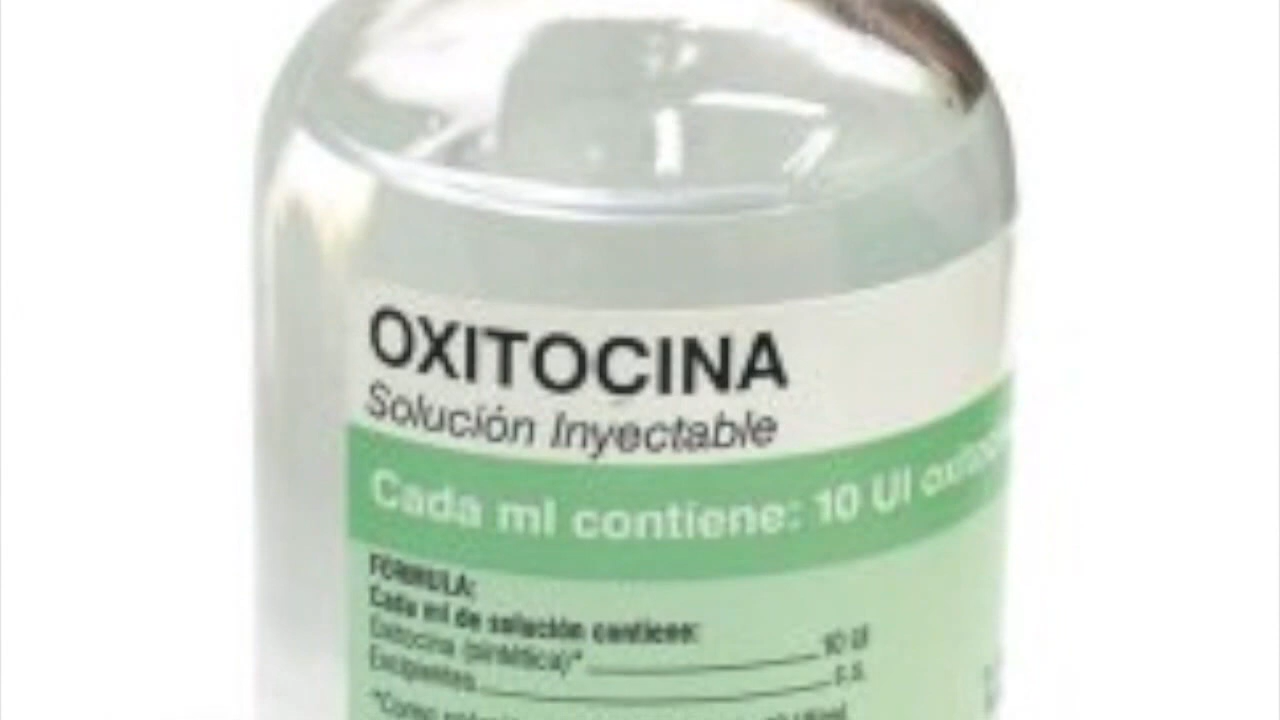 OXITOCINA
Solución Inyectable
Cada ml contiene: 10 UI
FORMULA:
Cada ml de solución contiene:
Oxitocina (sintética)* 10 UI
Excipientes
*Como